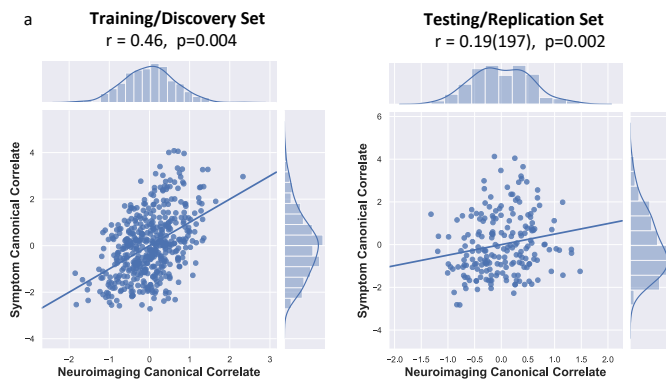 a
Training/Discovery Set
r = 0.46, p=0.004
Testing/Replication Set
r = 0.19(197), p=0.002
Symptom Canonical Correlate
4
2
0
−2
−4
−2
−1
0
1
2
3
Neuroimaging Canonical Correlate
Symptom Canonical Correlate
6
4
2
0
−2
−4
−2.0
−1.5
−1.0
−0.5
0.0
0.5
1.0
1.5
2.0
Neuroimaging Canonical Correlate